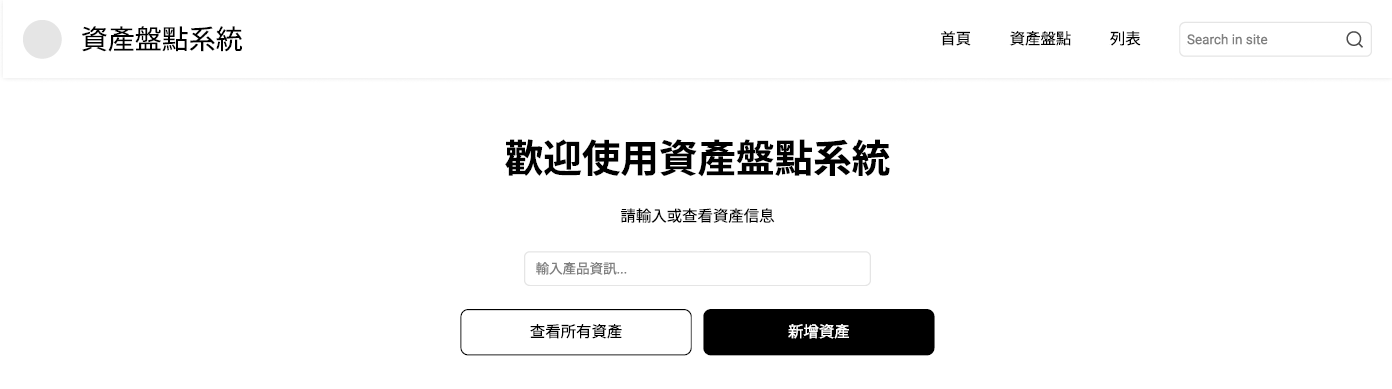 資產盤點系統
首頁 資產盤點 列表 Search in site
歡迎使用資產盤點系統
請輸入或查看資產信息
輸入產品資訊...
查看所有資產 新增資產